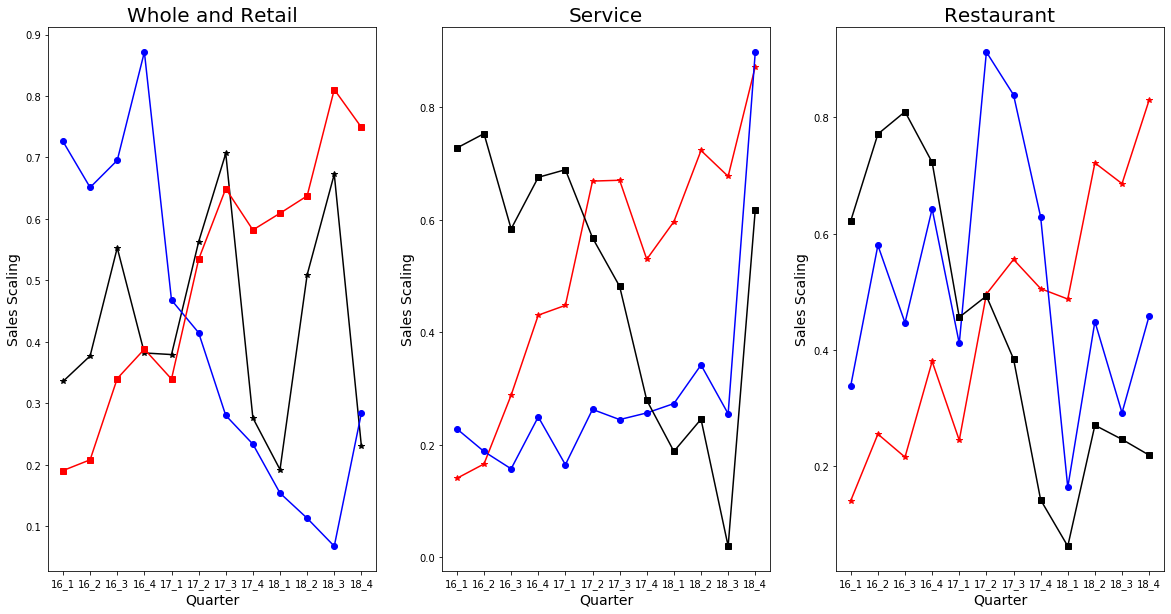 Whole and Retail
Service
Restaurant
Sales Scaling
0.9
0.8
0.7
0.6
0.5
0.4
0.3
0.2
0.1
16_1 16_2 16_3 16_4 17_1 17_2 17_3 17_4 18_1 18_2 18_3 18_4
Quarter
Sales Scaling
0.8
0.6
0.4
0.2
0.0
16_1 16_2 16_3 16_4 17_1 17_2 17_3 17_4 18_1 18_2 18_3 18_4
Quarter
Sales Scaling
0.8
0.6
0.4
0.2
16_1 16_2 16_3 16_4 17_1 17_2 17_3 17_4 18_1 18_2 18_3 18_4
Quarter